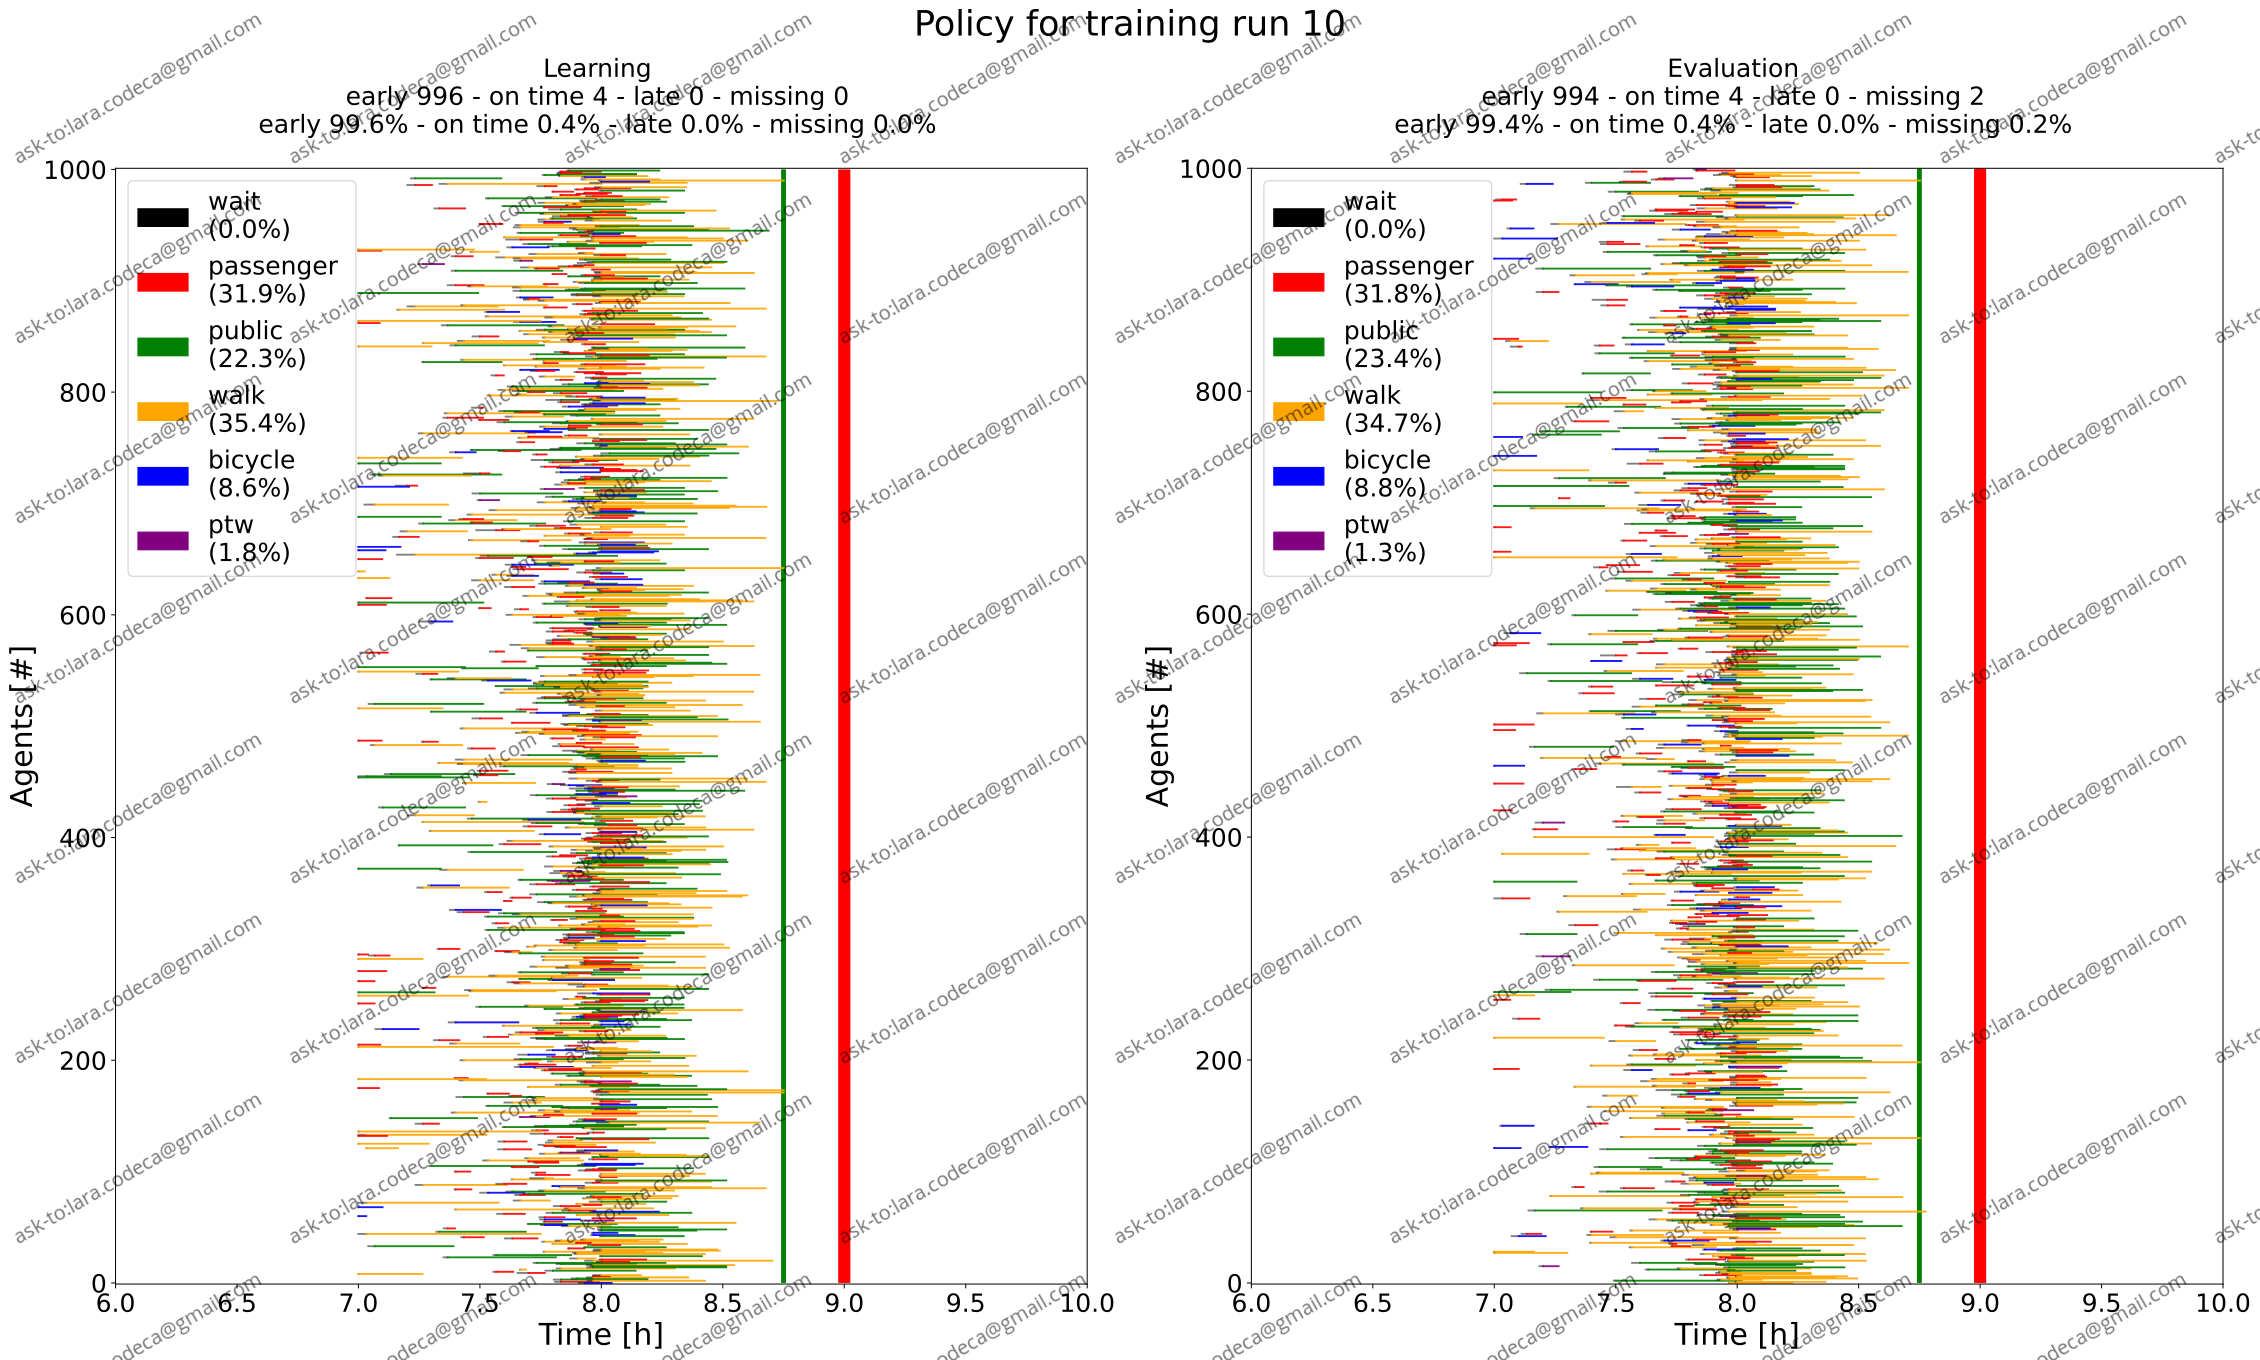 Policy for training run 10
Learning
early 996 - on time 4 - late 0 - missing 0
early 99.6% - on time 0.4% - late 0.0% - missing 0.0%
1000
800
600
400
200
0
Agents [#]
wait
(0.0%)
passenger
(31.9%)
public
(22.3%)
walk
(35.4%)
bicycle
(8.6%)
ptw
(1.8%)
6.0 6.5 7.0 7.5 8.0 8.5 9.0 9.5 10.0
Time [h]
Evaluation
early 994 - on time 4 - late 0 - missing 2
early 99.4% - on time 0.4% - late 0.0% - missing 0.2%
1000
800
600
400
200
0
Agents [#]
wait
(0.0%)
passenger
(31.8%)
public
(23.4%)
walk
(34.7%)
bicycle
(8.8%)
ptw
(1.3%)
6.0 6.5 7.0 7.5 8.0 8.5 9.0 9.5 10.0
Time [h]
ask-to:lara.codeca@gmail.com